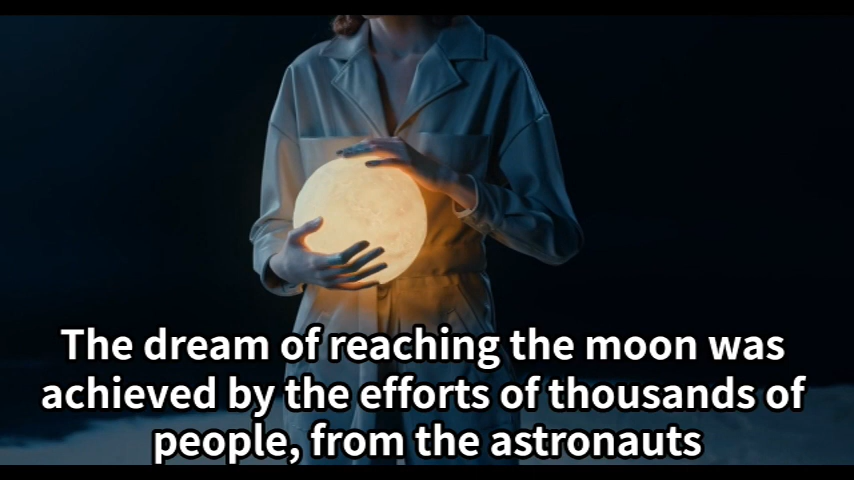 The dream of reaching the moon was
achieved by the efforts of thousands of
people, from the astronauts